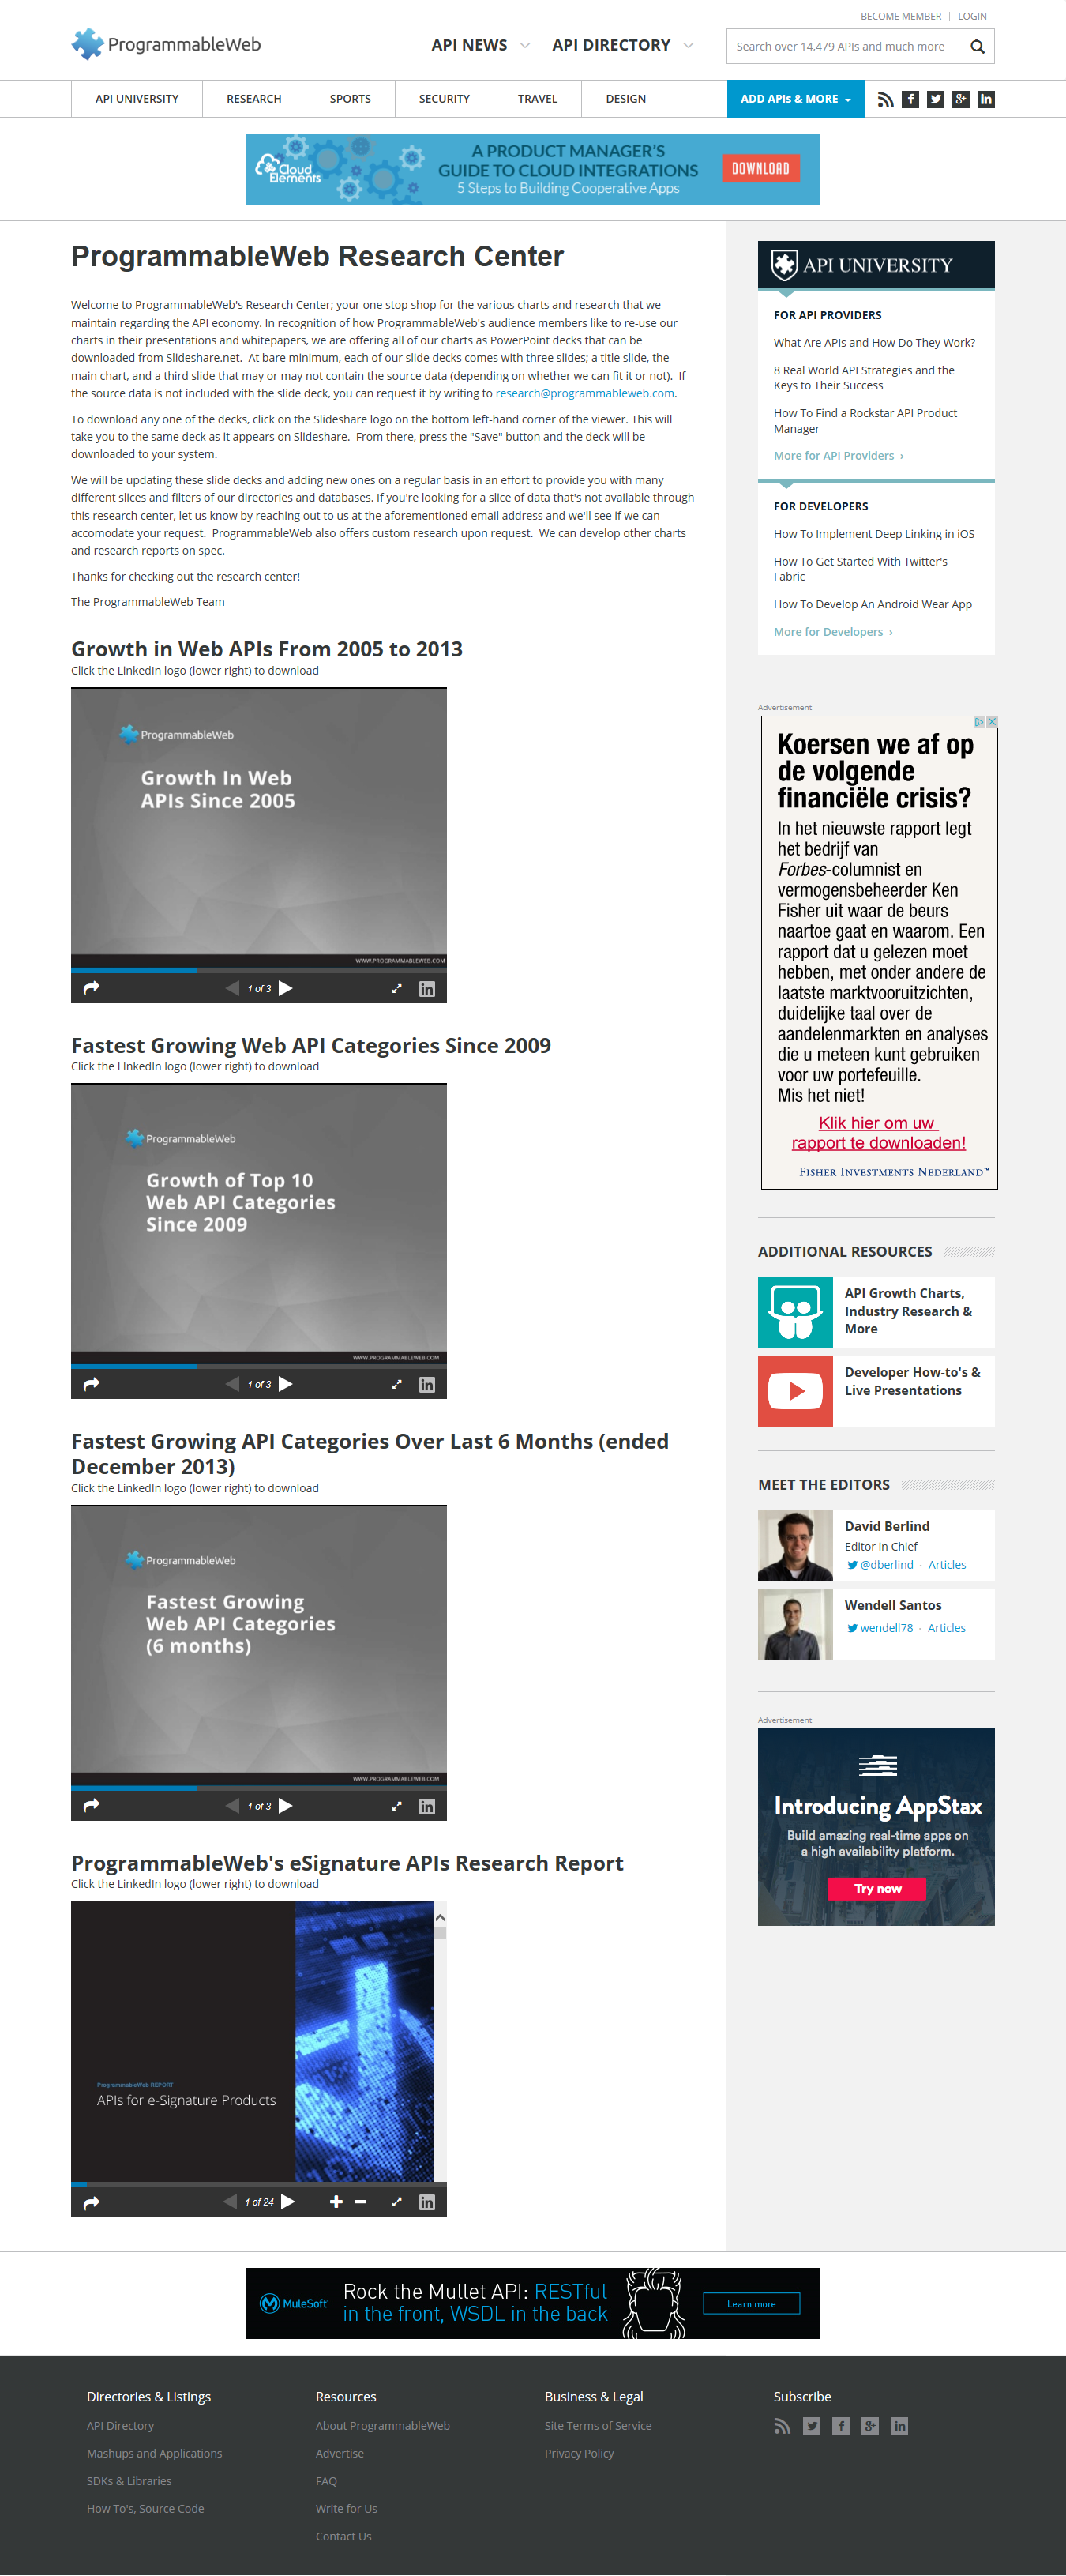 BECOME MEMBER | LOGIN
ProgrammableWeb
API NEWS
API DIRECTORY
Search over 14,479 APIs and much more
API UNIVERSITY
RESEARCH
SPORTS
SECURITY
TRAVEL
DESIGN
ADD APIs & MORE
Cloud Elements
A PRODUCT MANAGER'S
GUIDE TO CLOUD INTEGRATIONS
5 Steps to Building Cooperative Apps
DOWNLOAD
ProgrammableWeb Research Center
Welcome to ProgrammableWeb's Research Center; your one stop shop for the various charts and research that we
maintain regarding the API economy. In recognition of how ProgrammableWeb's audience members like to re-use our
charts in their presentations and whitepapers, we are offering all of our charts as PowerPoint decks that can be
downloaded from Slideshare.net.  At bare minimum, each of our slide decks comes with three slides; a title slide, the
main chart, and a third slide that may or may not contain the source data (depending on whether we can fit it or not).  If
the source data is not included with the slide deck, you can request it by writing to research@programmableweb.com.
To download any one of the decks, click on the Slideshare logo on the bottom left-hand corner of the viewer. This will
take you to the same deck as it appears on Slideshare.  From there, press the "Save" button and the deck will be
downloaded to your system.
We will be updating these slide decks and adding new ones on a regular basis in an effort to provide you with many
different slices and filters of our directories and databases. If you're looking for a slice of data that's not available through
this research center, let us know by reaching out to us at the aforementioned email address and we'll see if we can
accomodate your request.  ProgrammableWeb also offers custom research upon request.  We can develop other charts
and research reports on spec.
Thanks for checking out the research center!
The ProgrammableWeb Team
Growth in Web APIs From 2005 to 2013
Click the LinkedIn logo (lower right) to download
ProgrammableWeb
Growth In Web
APIs Since 2005
WWW.PROGRAMMABLEWEB.COM
1 of 3
Fastest Growing Web API Categories Since 2009
Click the LInkedIn logo (lower right) to download
ProgrammableWeb
Growth of Top 10
Web API Categories
Since 2009
WWW.PROGRAMMABLEWEB.COM
1 of 3
Fastest Growing API Categories Over Last 6 Months (ended
December 2013)
Click the LinkedIn logo (lower right) to download
ProgrammableWeb
Fastest Growing
Web API Categories
(6 months)
WWW.PROGRAMMABLEWEB.COM
1 of 3
ProgrammableWeb's eSignature APIs Research Report
Click the LinkedIn logo (lower right) to download
ProgrammableWeb REPORT
APIs for e-Signature Products
1 of 24
API UNIVERSITY
FOR API PROVIDERS
What Are APIs and How Do They Work?
8 Real World API Strategies and the
Keys to Their Success
How To Find a Rockstar API Product
Manager
More for API Providers ›
FOR DEVELOPERS
How To Implement Deep Linking in iOS
How To Get Started With Twitter's
Fabric
How To Develop An Android Wear App
More for Developers ›
Advertisement
Koersen we af op
de volgende
financiële crisis?
In het nieuwste rapport legt
het bedrijf van
Forbes-columnist en
vermogensbeheerder Ken
Fisher uit waar de beurs
naartoe gaat en waarom. Een
rapport dat u gelezen moet
hebben, met onder andere de
laatste marktvooruitzichten,
duidelijke taal over de
aandelenmarkten en analyses
die u meteen kunt gebruiken
voor uw portefeuille.
Mis het niet!
Klik hier om uw
rapport te downloaden!
FISHER INVESTMENTS NEDERLAND™
ADDITIONAL RESOURCES
API Growth Charts,
Industry Research &
More
Developer How-to's &
Live Presentations
MEET THE EDITORS
David Berlind
Editor in Chief
@dberlind - Articles
Wendell Santos
wendell78 - Articles
Advertisement
Introducing AppStax
Build amazing real-time apps on
a high availability platform.
Try now
MuleSoft
Rock the Mullet API: RESTful
in the front, WSDL in the back
Learn more
Directories & Listings
API Directory
Mashups and Applications
SDKs & Libraries
How To's, Source Code
Resources
About ProgrammableWeb
Advertise
FAQ
Write for Us
Contact Us
Business & Legal
Site Terms of Service
Privacy Policy
Subscribe